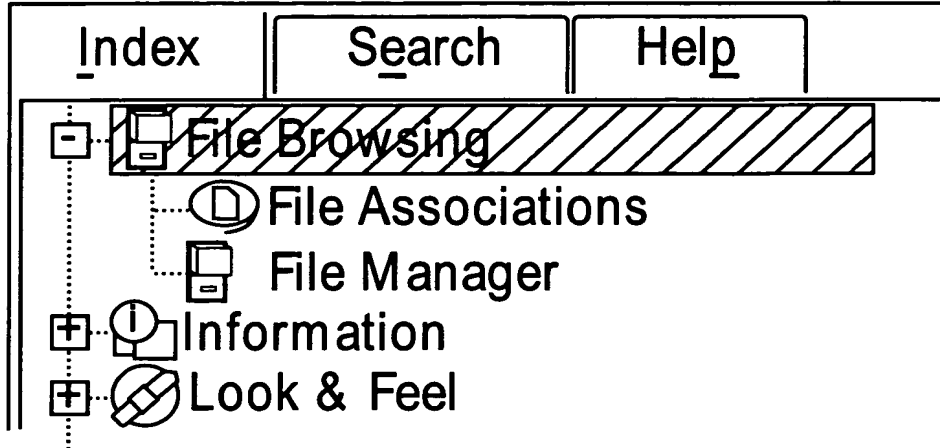 Index Search Help
File Browsing
File Associations
File Manager
Information
Look & Feel